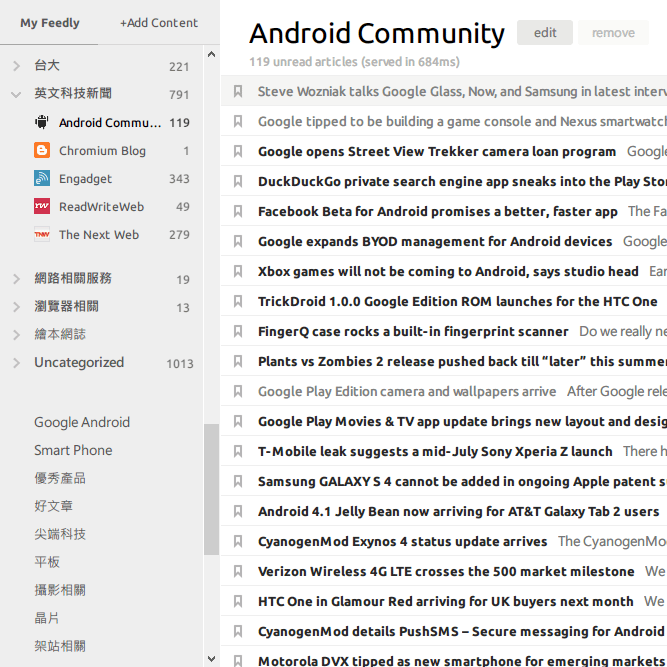 My Feedly
+Add Content
台大 221
英文科技新聞 791
Android Commu... 119
Chromium Blog 1
Engadget 343
ReadWriteWeb 49
The Next Web 279
網路相關服務 19
瀏覽器相關 13
繪本網誌
Uncategorized 1013
Google Android
Smart Phone
優秀產品
好文章
尖端科技
平板
攝影相關
晶片
架站相關
Android Community
edit
remove
119 unread articles (served in 684ms)
Steve Wozniak talks Google Glass, Now, and Samsung in latest interv
Google tipped to be building a game console and Nexus smartwatch
Google opens Street View Trekker camera loan program Google
DuckDuckGo private search engine app sneaks into the Play Stor
Facebook Beta for Android promises a better, faster app The Fa
Google expands BYOD management for Android devices Google
Xbox games will not be coming to Android, says studio head Ear
TrickDroid 1.0.0 Google Edition ROM launches for the HTC One
FingerQ case rocks a built-in fingerprint scanner Do we really ne
Plants vs Zombies 2 release pushed back till “later” this summer
Google Play Edition camera and wallpapers arrive After Google rele
Google Play Movies & TV app update brings new layout and desig
T-Mobile leak suggests a mid-July Sony Xperia Z launch There h
Samsung GALAXY S 4 cannot be added in ongoing Apple patent s
Android 4.1 Jelly Bean now arriving for AT&T Galaxy Tab 2 users
CyanogenMod Exynos 4 status update arrives The CyanogenMod
Verizon Wireless 4G LTE crosses the 500 market milestone We
HTC One in Glamour Red arriving for UK buyers next month We
CyanogenMod details PushSMS – Secure messaging for Android
Motorola DVX tipped as new smartphone for emerging markets